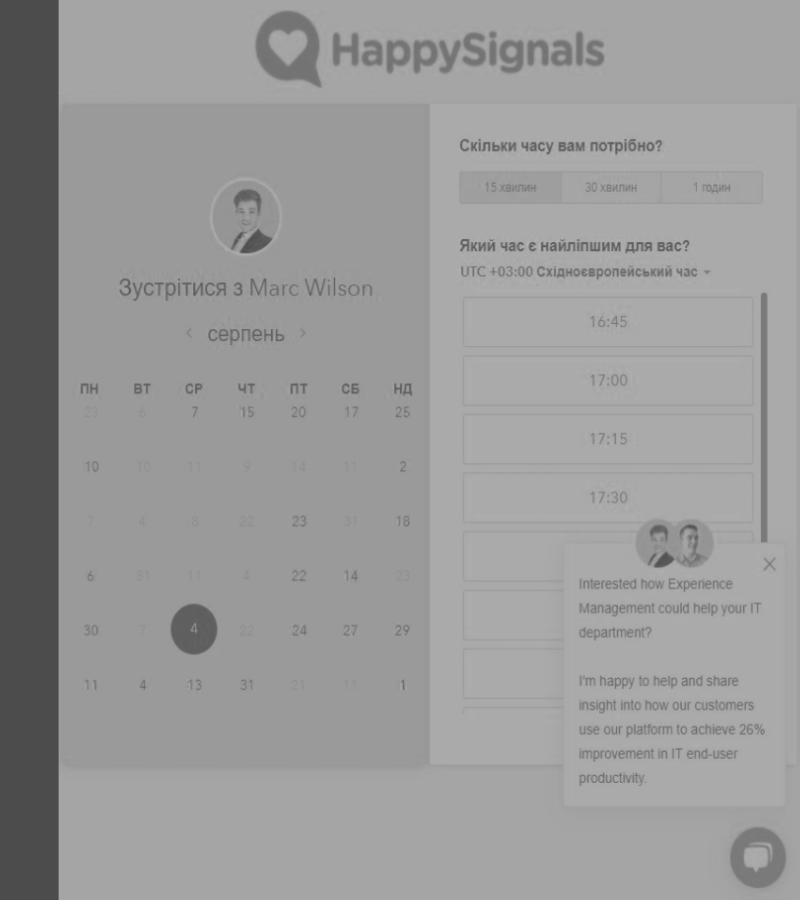 HappySignals
Зустрітися з Marc Wilson
серпень
ПН ВТ СР ЧТ ПТ СБ НД
23 6 7 15 20 17 25
10 10 11 9 14 11 2
7 4 8 22 23 31 18
6 31 11 4 22 14 23
30 7 4 22 24 27 29
11 4 13 31 21 11 1
Скільки часу вам потрібно?
15 хвилин 30 хвилин 1 годин
Який час є найліпшим для вас?
UTC +03:00 Східноєвропейський час
16:45
17:00
17:15
17:30
Interested how Experience
Management could help your IT
department?
I'm happy to help and share
insight into how our customers
use our platform to achieve 26%
improvement in IT end-user
productivity.